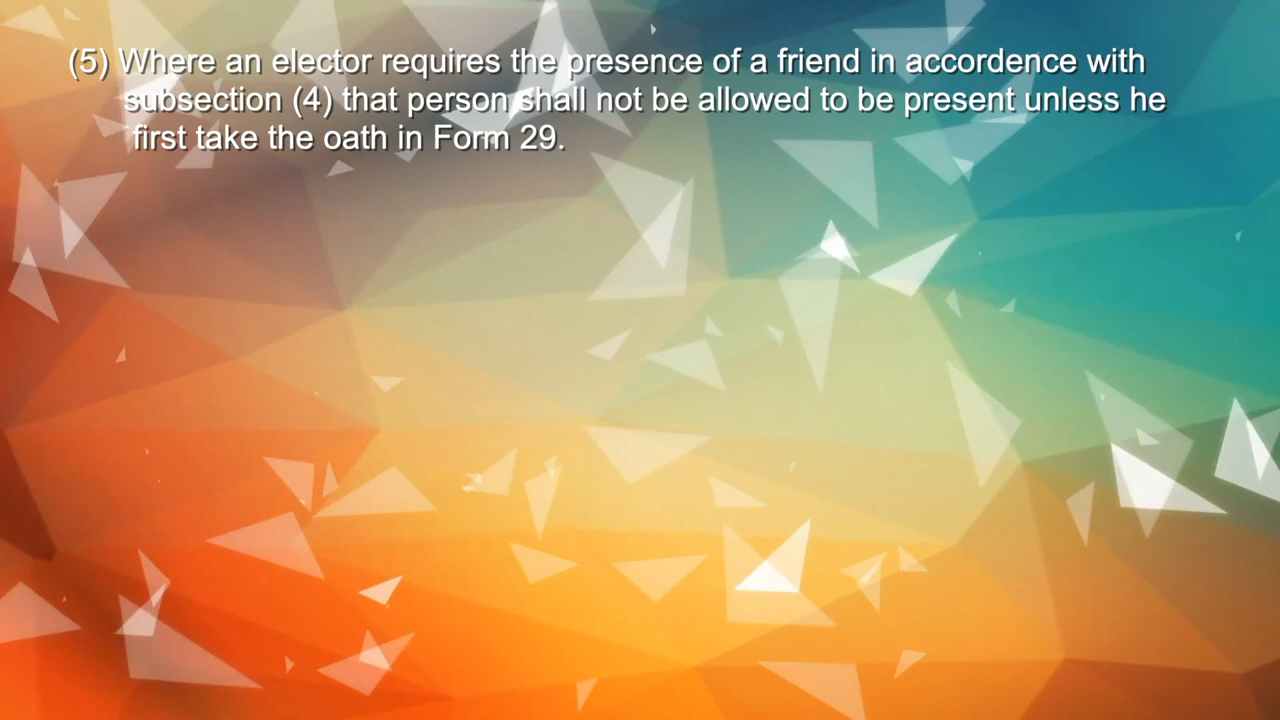 (5) Where an elector requires the presence of a friend in accordence with
subsection (4) that person shall not be allowed to be present unless he
first take the oath in Form 29.